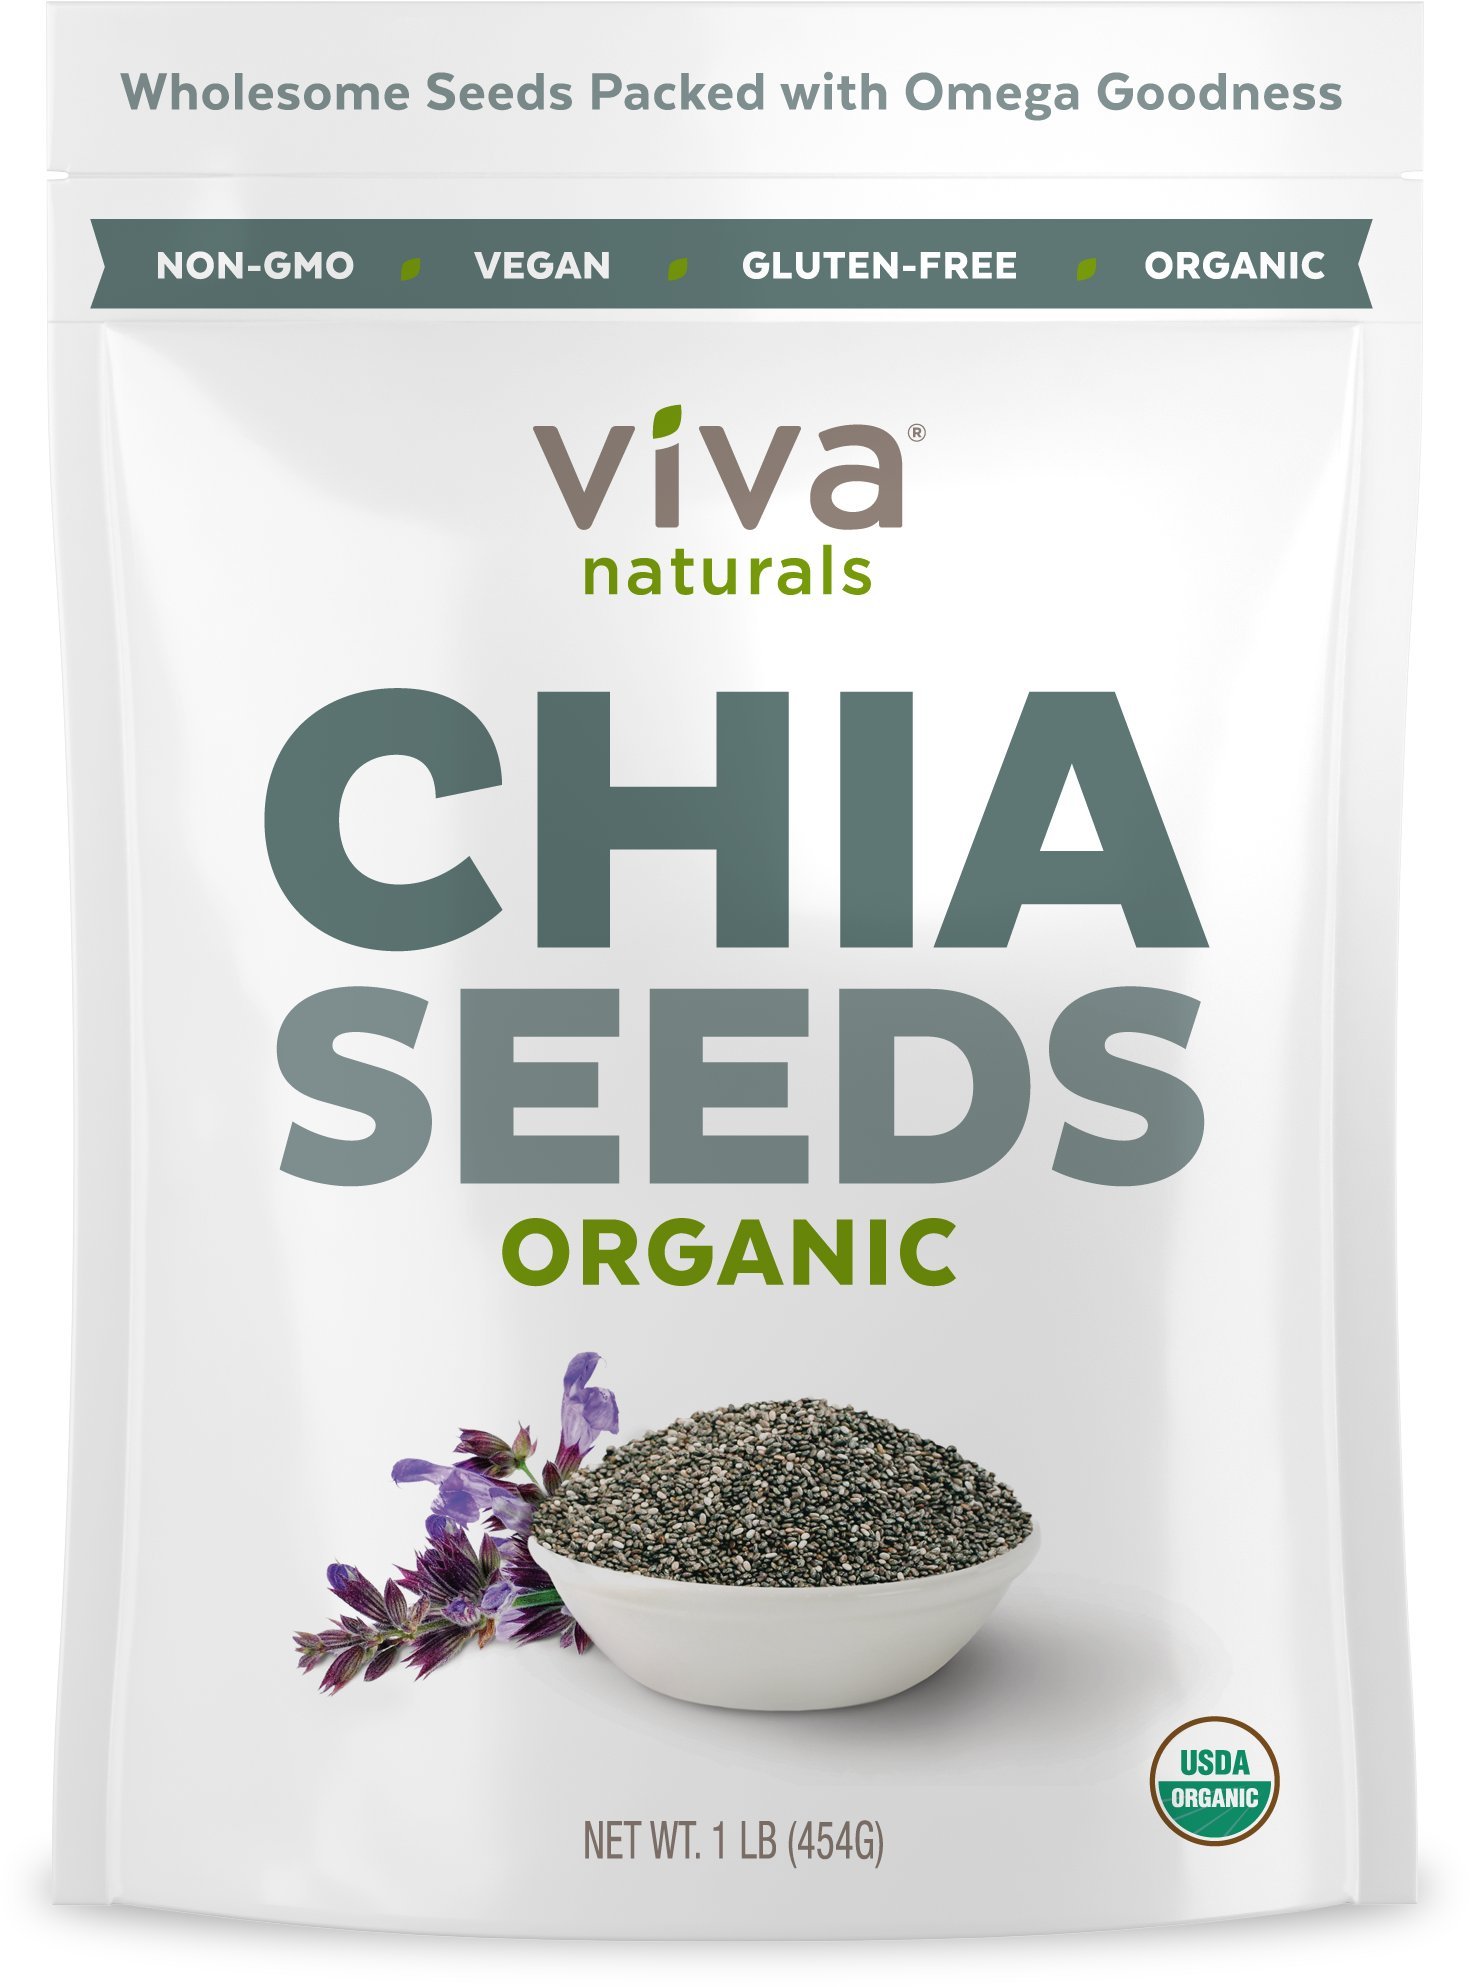 Wholesome Seeds Packed with Omega Goodness
NON-GMO VEGAN GLUTEN-FREE ORGANIC
viva®
naturals
CHIA
SEEDS
ORGANIC
USDA
ORGANIC
NET WT. 1 LB (454G)